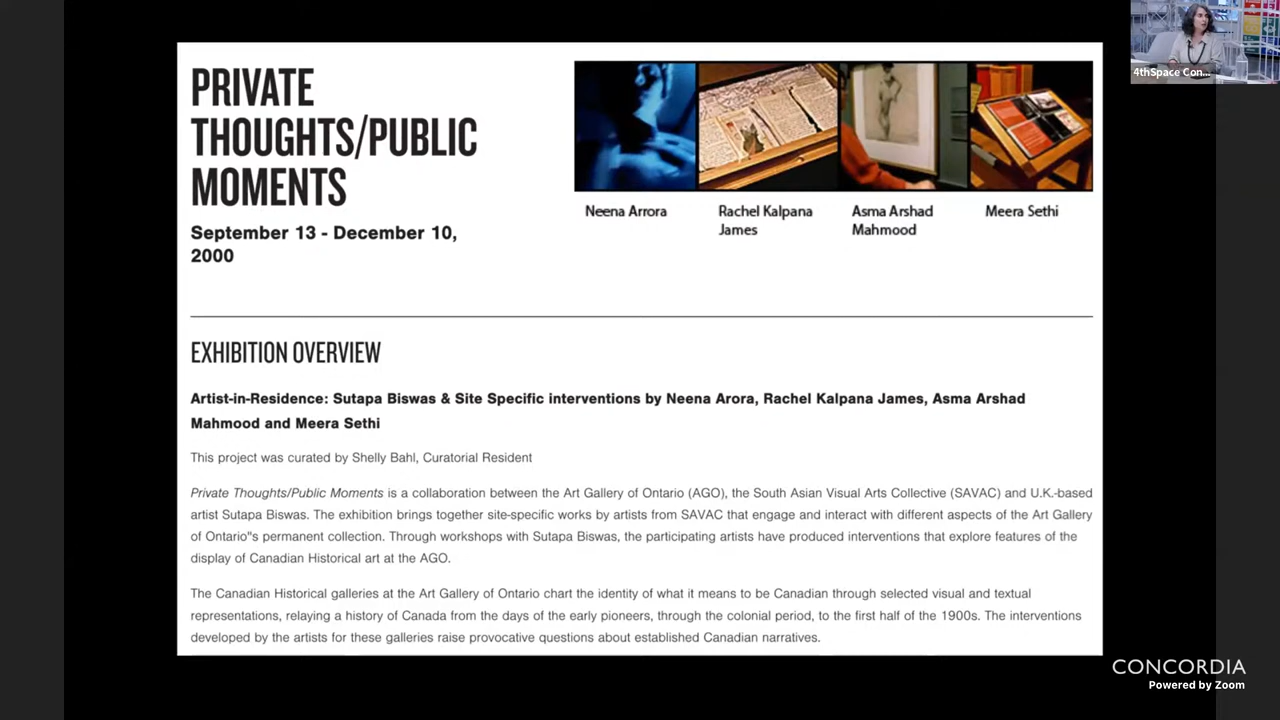 4thSpace Con...
PRIVATE
THOUGHTS/PUBLIC
MOMENTS
September 13 - December 10,
2000
Neena Arrora
Rachel Kalpana
James
Asma Arshad
Mahmood
Meera Sethi
EXHIBITION OVERVIEW
Artist-in-Residence: Sutapa Biswas & Site Specific interventions by Neena Arora, Rachel Kalpana James, Asma Arshad
Mahmood and Meera Sethi
This project was curated by Shelly Bahl, Curatorial Resident
Private Thoughts/Public Moments is a collaboration between the Art Gallery of Ontario (AGO), the South Asian Visual Arts Collective (SAVAC) and U.K.-based
artist Sutapa Biswas. The exhibition brings together site-specific works by artists from SAVAC that engage and interact with different aspects of the Art Gallery
of Ontario"s permanent collection. Through workshops with Sutapa Biswas, the participating artists have produced interventions that explore features of the
display of Canadian Historical art at the AGO.
The Canadian Historical galleries at the Art Gallery of Ontario chart the identity of what it means to be Canadian through selected visual and textual
representations, relaying a history of Canada from the days of the early pioneers, through the colonial period, to the first half of the 1900s. The interventions
developed by the artists for these galleries raise provocative questions about established Canadian narratives.
CONCORDIA
Powered by Zoom